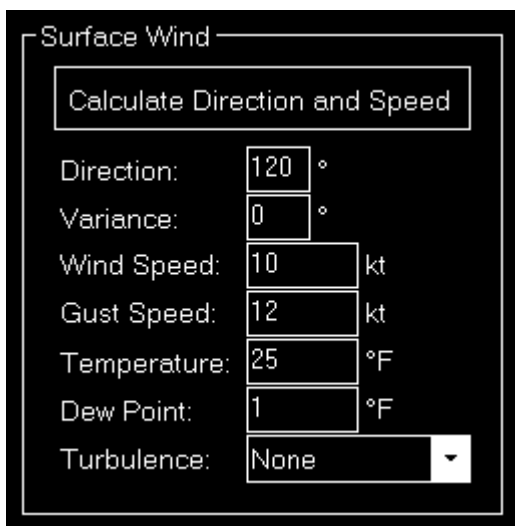 Surface Wind
Calculate Direction and Speed
Direction: 120 °
Variance: 0 °
Wind Speed: 10 kt
Gust Speed: 12 kt
Temperature: 25 °F
Dew Point: 1 °F
Turbulence: None